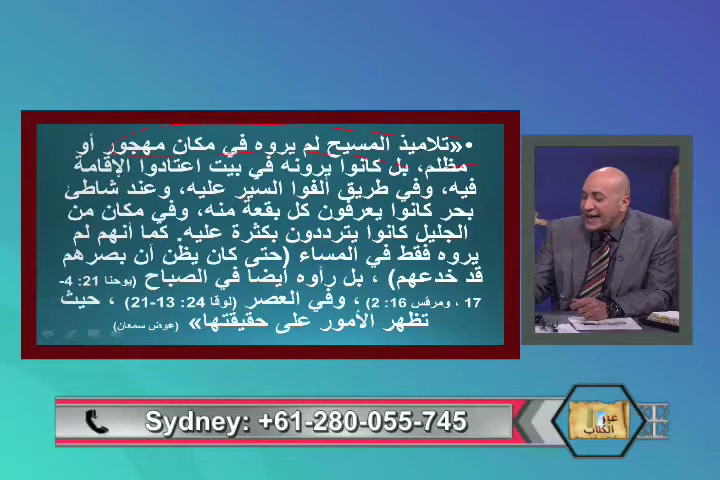 •«تلاميذ المسيح لم يروه في مكان مهجور أو
مظلم، بل كانوا يرونه في بيت اعتادوا الإقامة
فيه، وفي طريق ألفوا السير عليه، وعند شاطئ
بحر كانوا يعرفون كل بقعة منه، وفي مكان من
الجليل كانوا يترددون بكثرة عليه. كما أنهم لم
يروه فقط في المساء (حتى كان يظن أن بصرهم
قد خدعهم) ، بل رأوه أيضا في الصباح (يوحنا 21: 4-
17 ، ومرقس 16: 2) ، وفي العصر (لوقا 24: 13-21) ، حيث
تظهر الأمور على حقيقتها» (عوض سمعان)
Sydney: +61-280-055-745
عبر
الكتاب